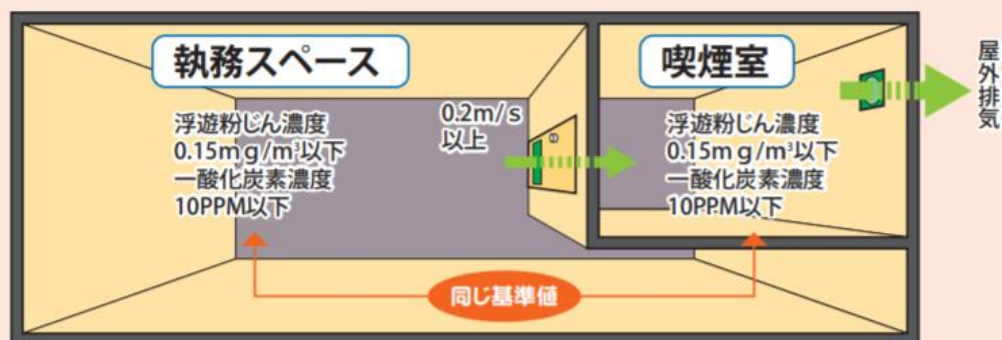 執務スペース
浮遊粉じん濃度
0.15mg/m³以下
一酸化炭素濃度
10PPM以下
0.2m/s
以上
喫煙室
浮遊粉じん濃度
0.15mg/m³以下
一酸化炭素濃度
10PPM以下
屋外排気
同じ基準値